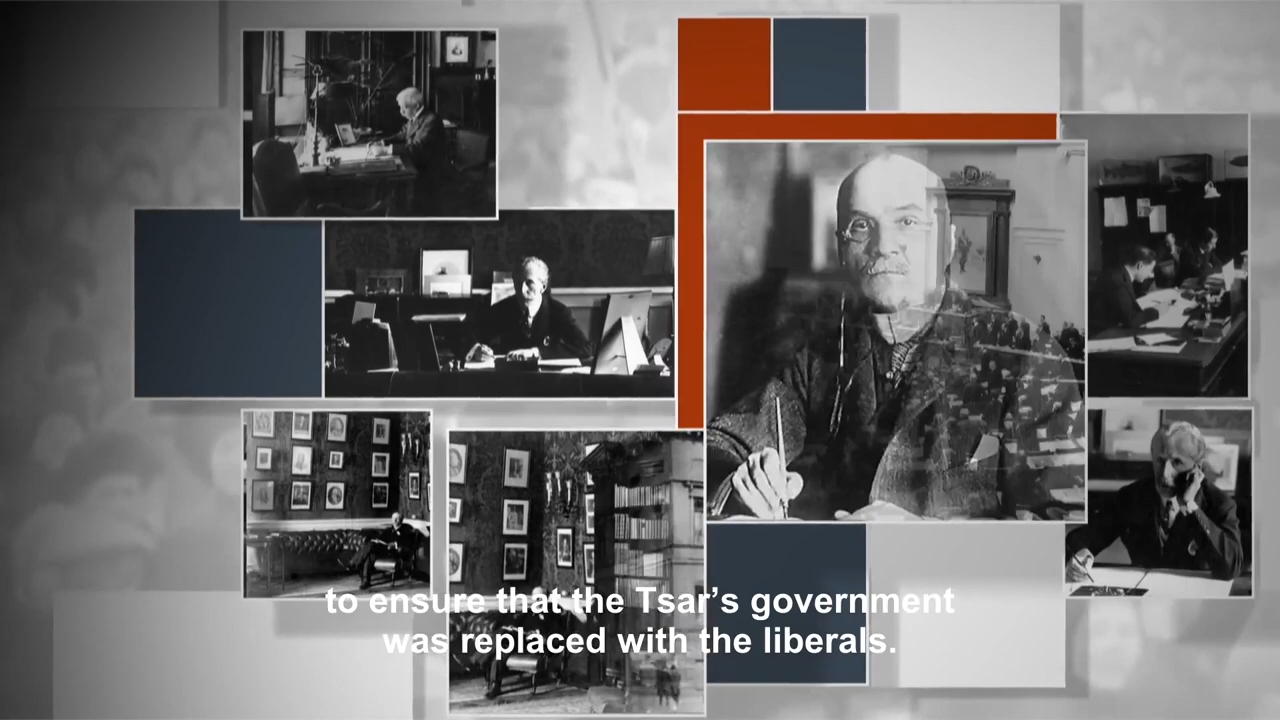 to ensure that the Tsar’s government
was replaced with the liberals.